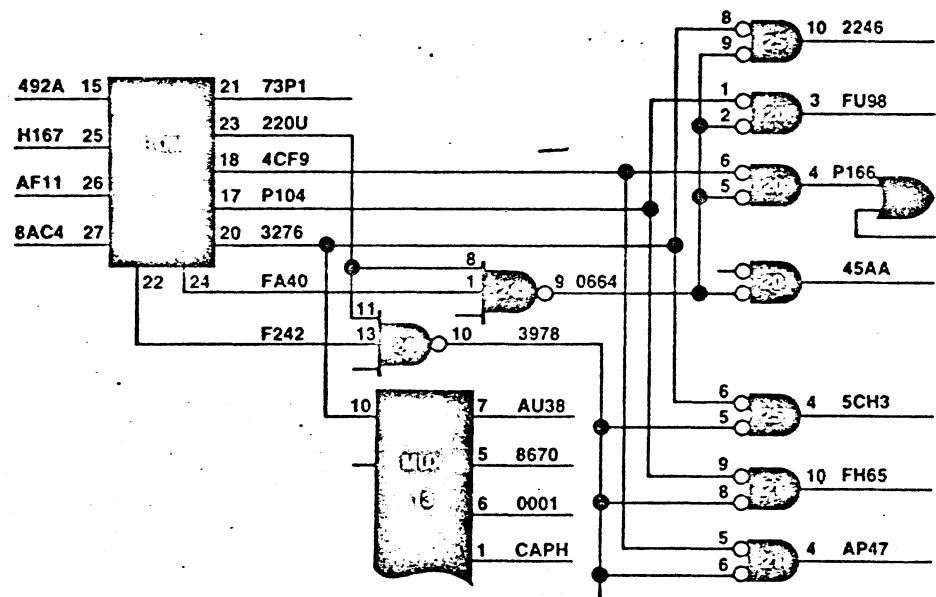 8 10 2246
9
492A 15 21 73P1
1 3 FU98
23 220U
2
H167 25
18 4CF9 6 4 P166
AF11 26 17 P104 5
8AC4 27 20 3276
8
22 24 FA40 1 9 0664 45AA
11
F242 13 10 3978
10 7 AU38 6 4 5CH3
5
MUX 5 8670 9 10 FH65
13
8
6 0001
5
1 CAPH 4 AP47
6